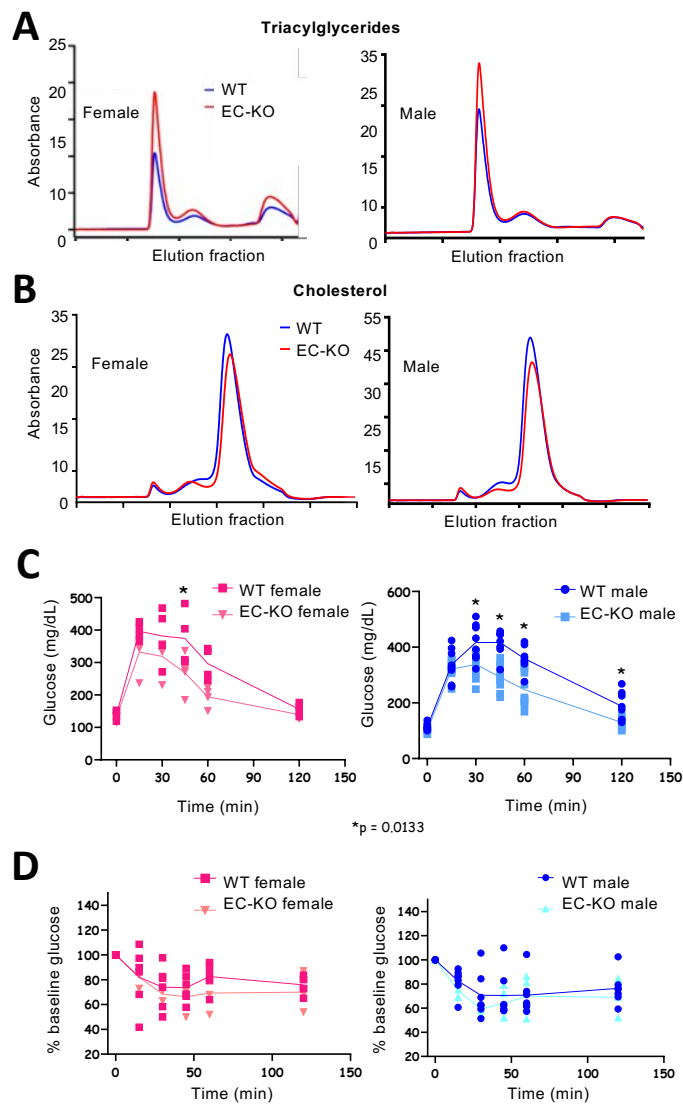 A
Triacylglycerides
25
20
15
10
0
Absorbance
Female
WT
EC-KO
Elution fraction
35
25
20
15
10
0
Male
Elution fraction
B
Cholesterol
35
25
20
15
10
0
Absorbance
Female
WT
EC-KO
Elution fraction
55
45
35
25
15
0
Male
Elution fraction
C
WT female
EC-KO female
*
500
400
300
200
100
0
Glucose (mg/dL)
0 30 60 90 120 150
Time (min)
WT male
EC-KO male
* * * *
600
400
200
0
Glucose (mg/dL)
0 30 60 90 120 150
Time (min)
*p = 0.0133
D
WT female
EC-KO female
140
120
100
80
60
40
20
% baseline glucose
0 50 100 150
Time (min)
WT male
EC-KO male
140
120
100
80
60
40
20
% baseline glucose
0 50 100 150
Time (min)